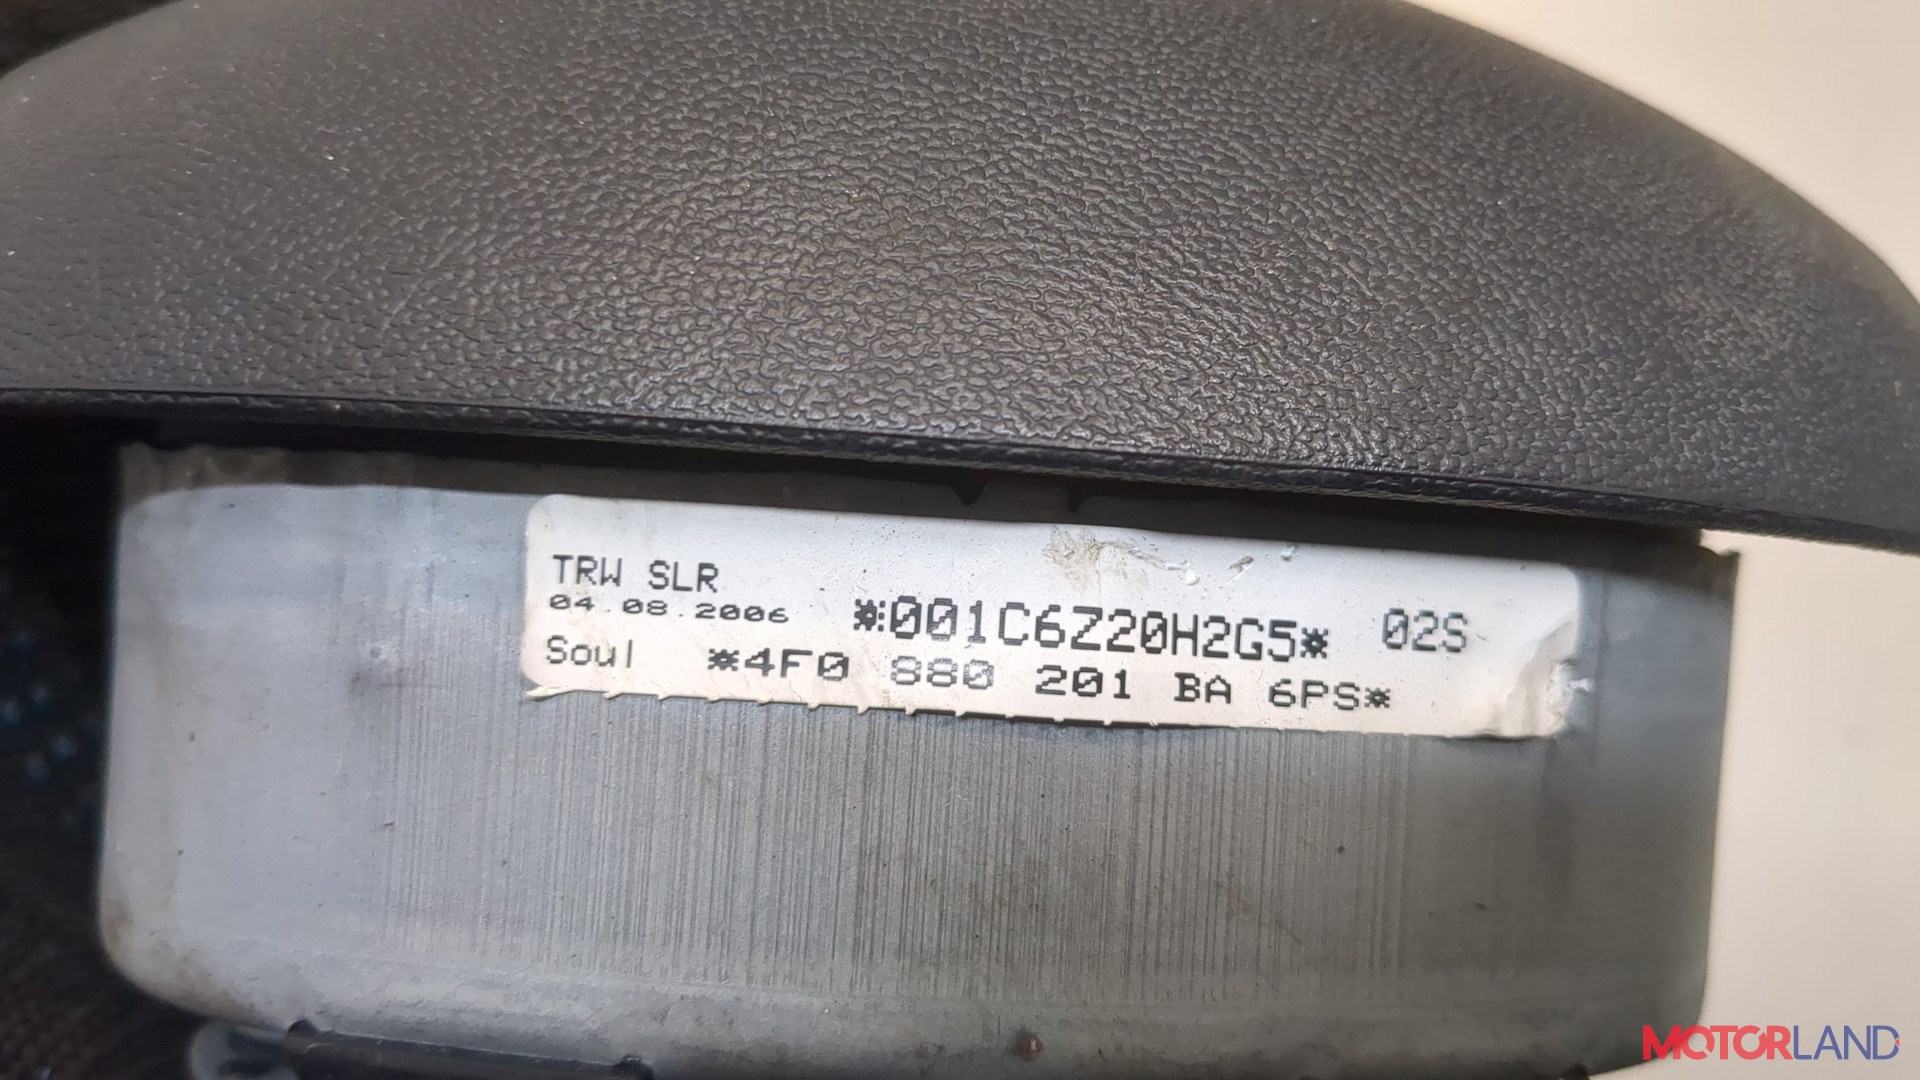 TRW SLR
04.08.2006
*:001C6Z20H2G5* 02S
Soul *4F0 880 201 BA 6PS*
MOTORLAND